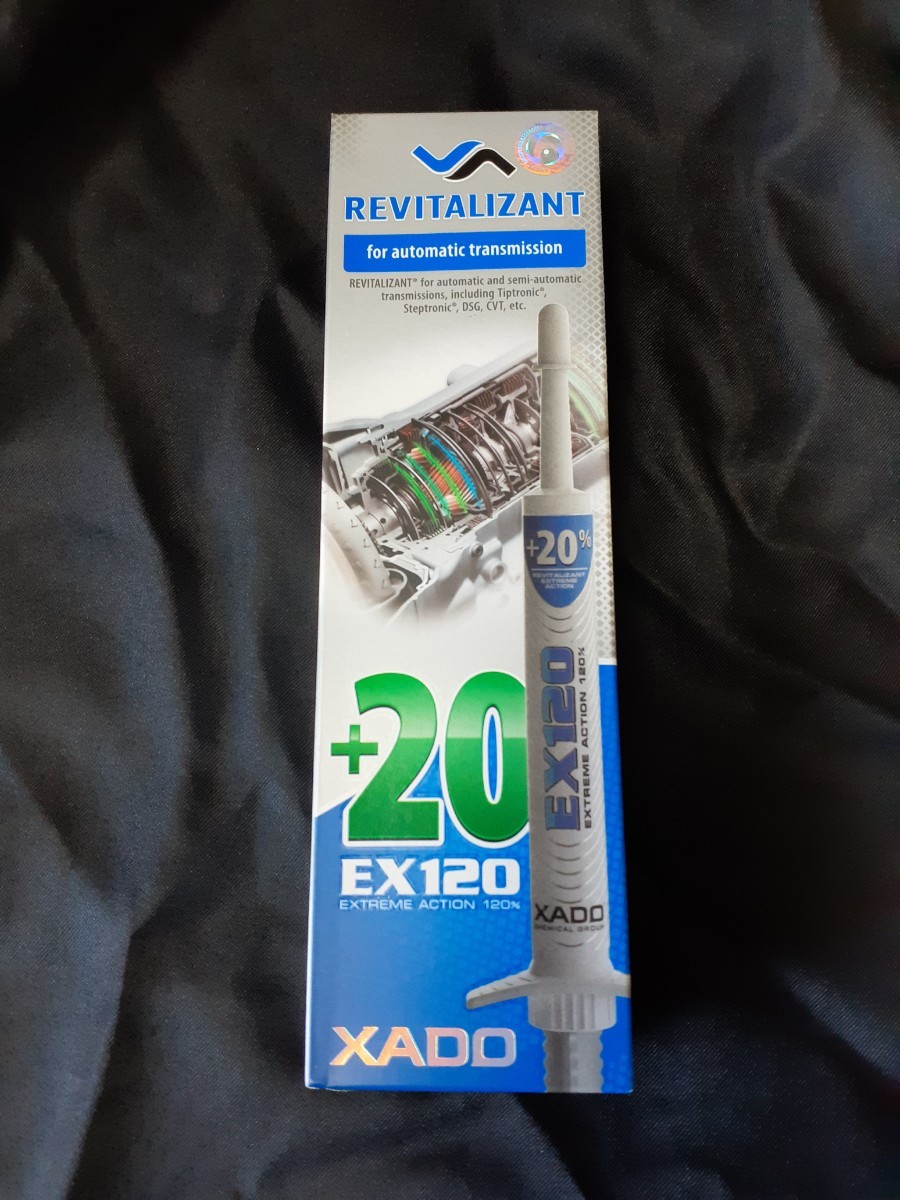 REVITALIZANT
for automatic transmission
REVITALIZANT® for automatic and semi-automatic
transmissions, including Tiptronic®,
Steptronic®, DSG, CVT, etc.
+20%
REVITALIZANT
EXTREME
ACTION
EX120
EXTREME ACTION 120%
+20
EX120
EXTREME ACTION 120%
XADO
CHEMICAL GROUP
XADO